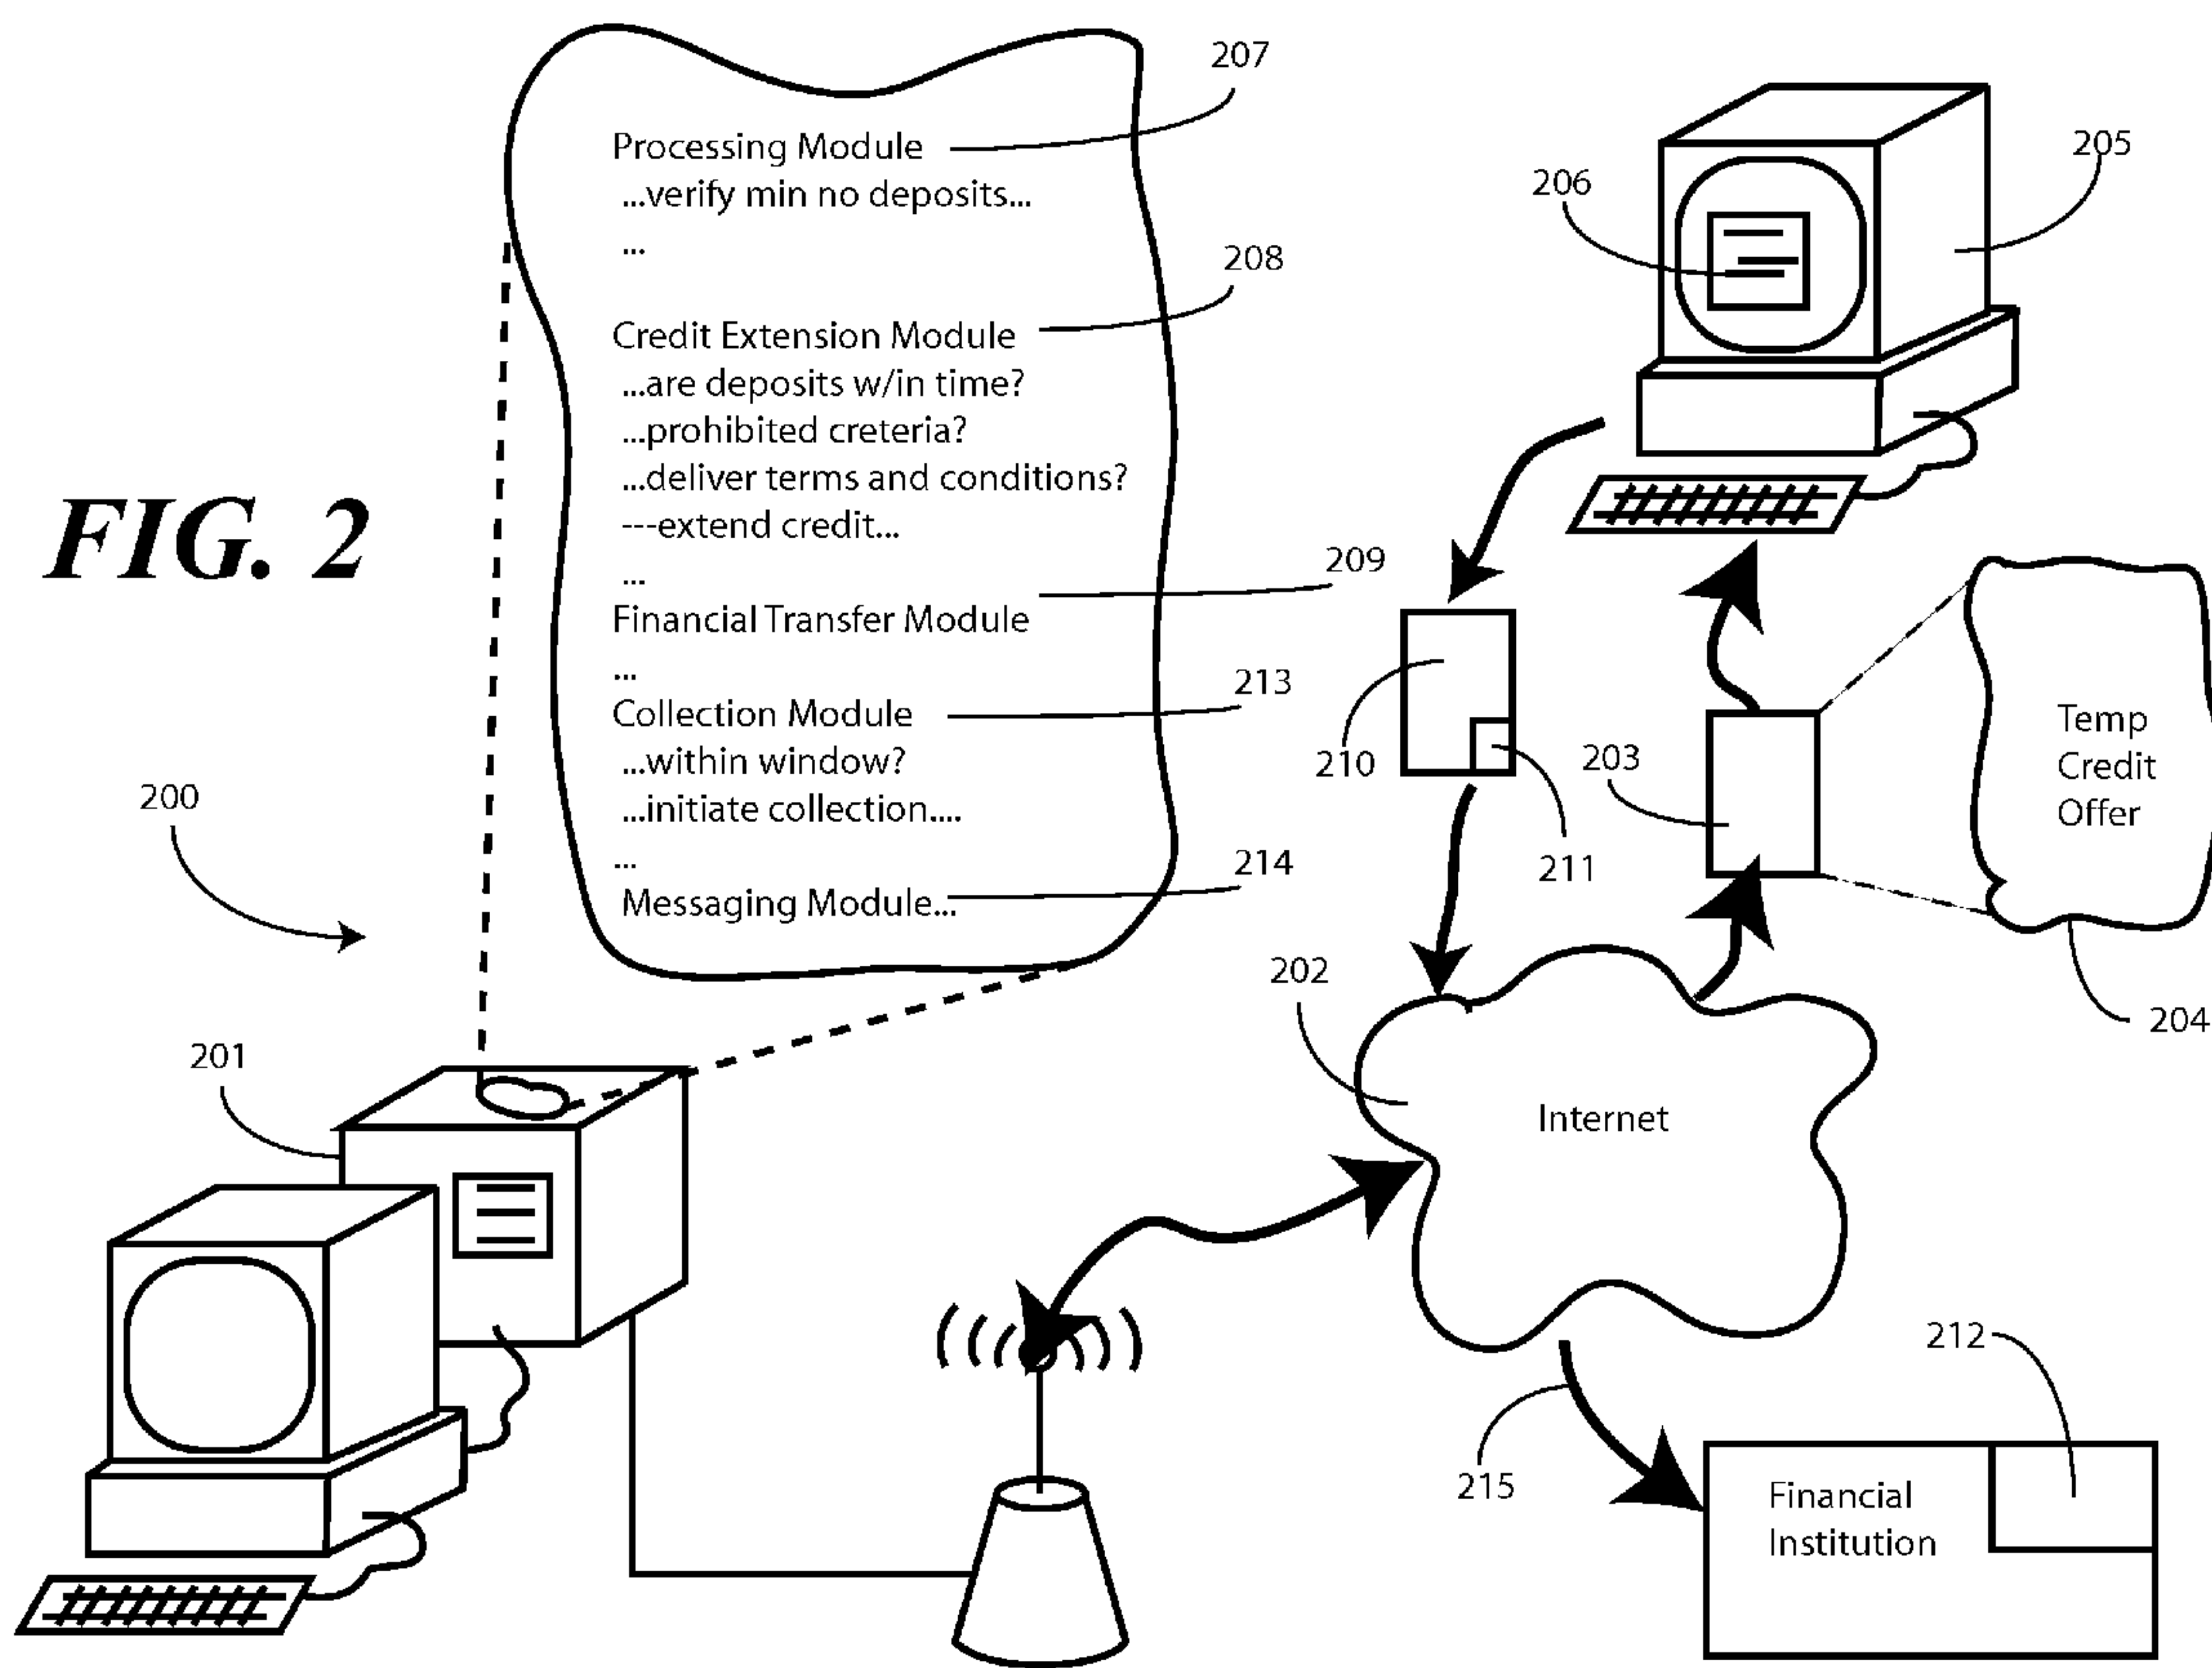 207
Processing Module
...verify min no deposits...
...
208
Credit Extension Module
...are deposits w/in time?
...prohibited creteria?
...deliver terms and conditions?
---extend credit...
...
209
Financial Transfer Module
...
213
Collection Module
...within window?
...initiate collection....
...
214
Messaging Module...
FIG. 2
200
201
205
206
210
211
203
Temp
Credit
Offer
204
202
Internet
215
212
Financial
Institution